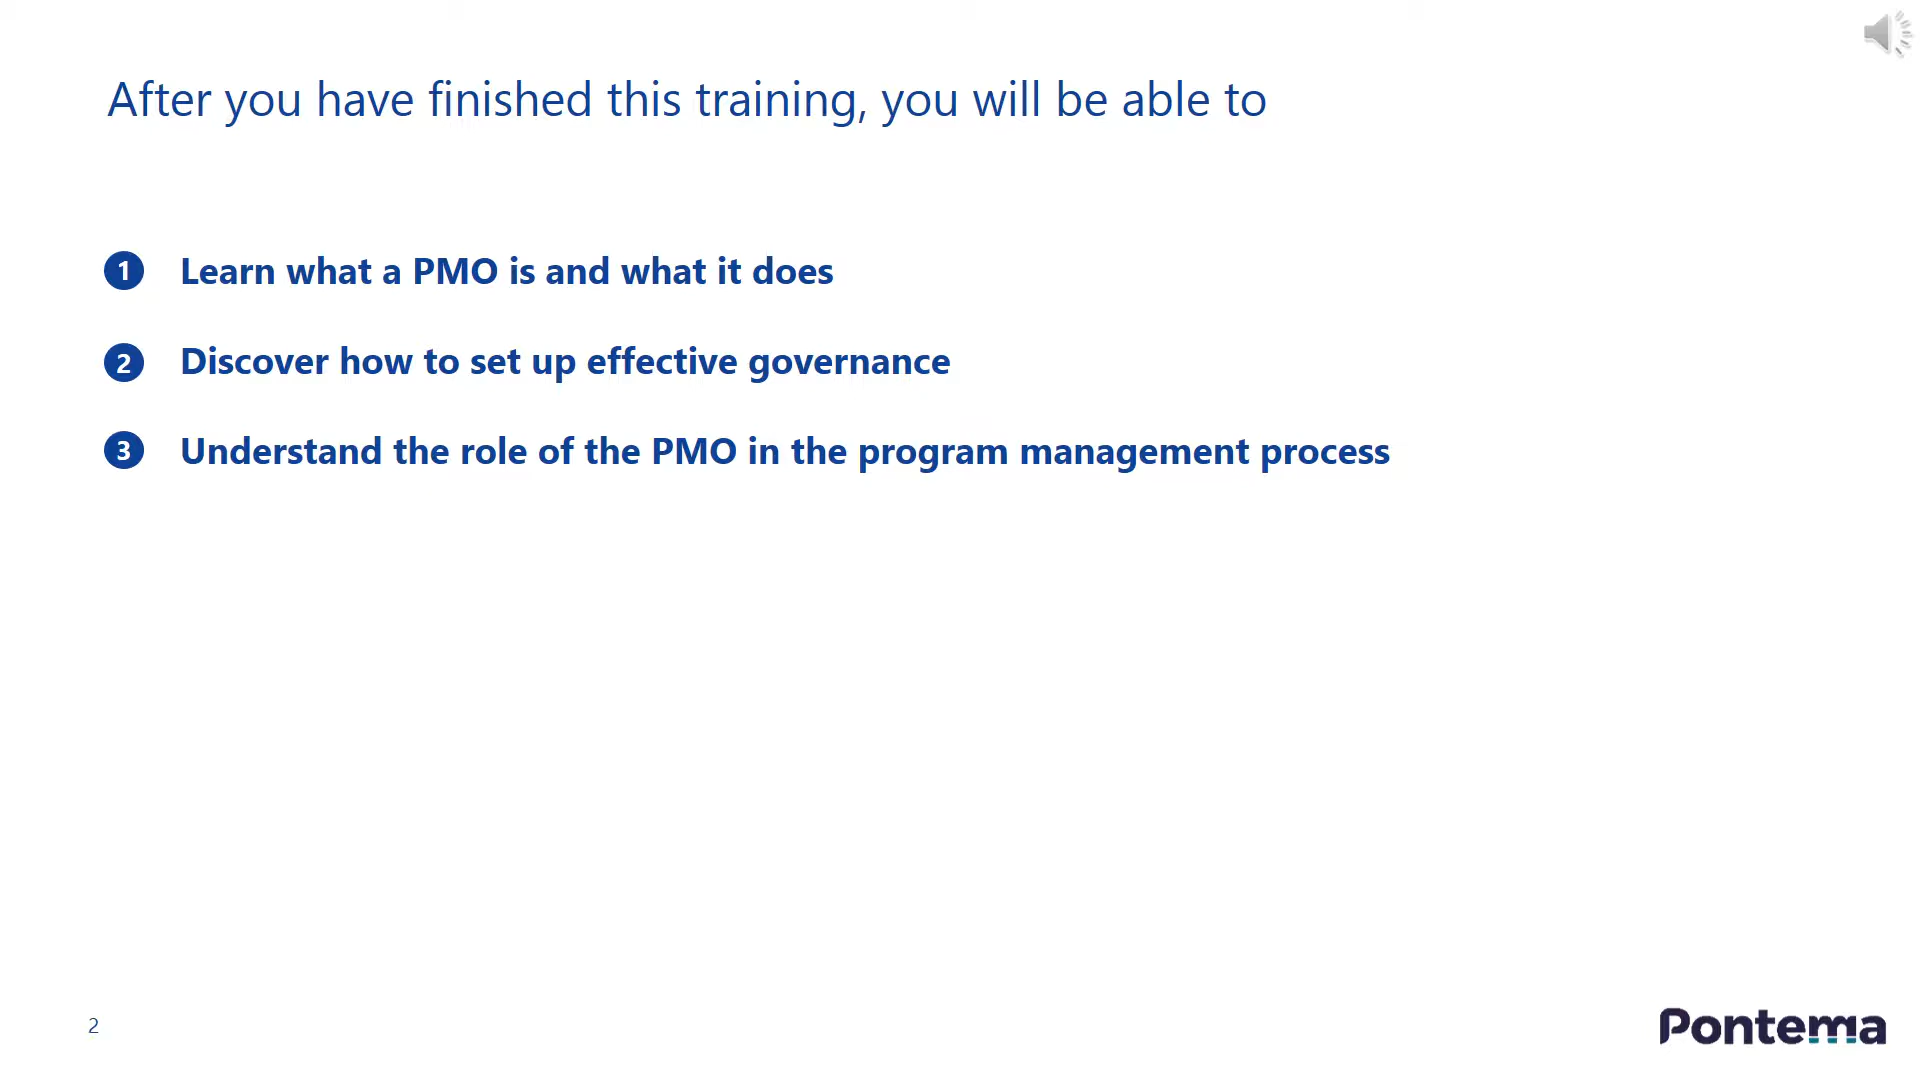 After you have finished this training, you will be able to
1 Learn what a PMO is and what it does
2 Discover how to set up effective governance
3 Understand the role of the PMO in the program management process
2
Pontema